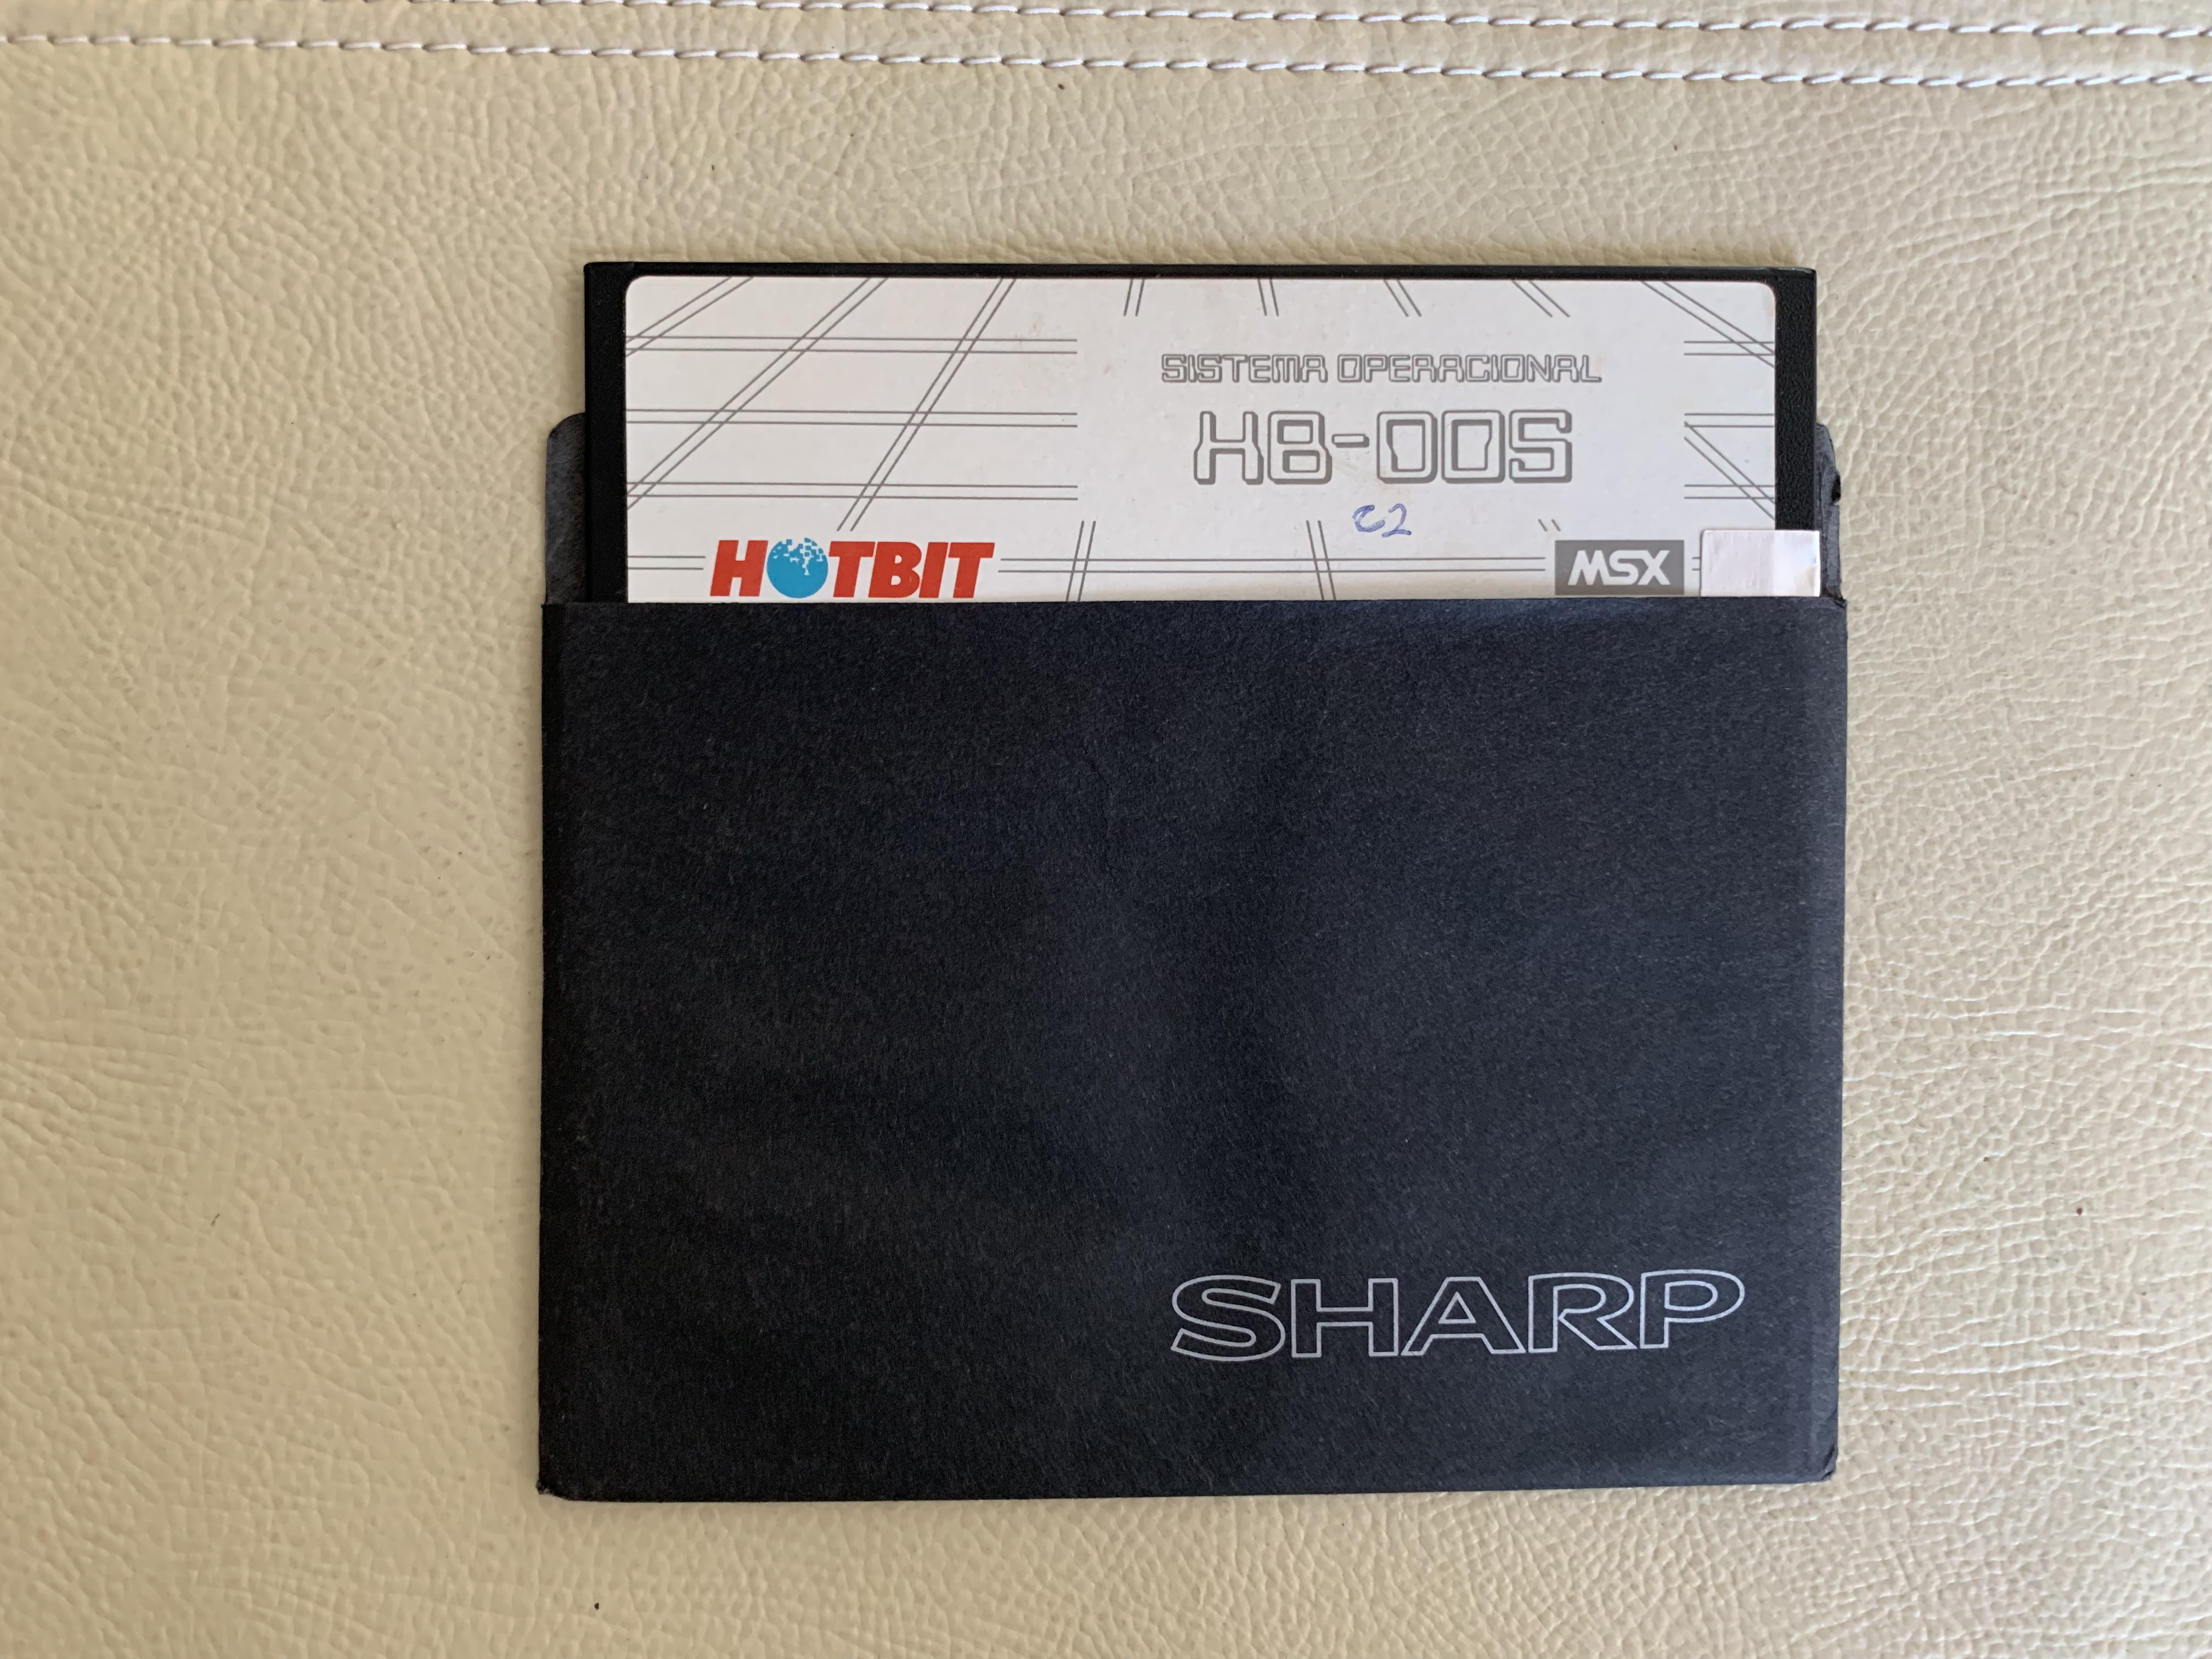 SISTEMA OPERACIONAL
HB-DOS
C2
HOTBIT
MSX
SHARP